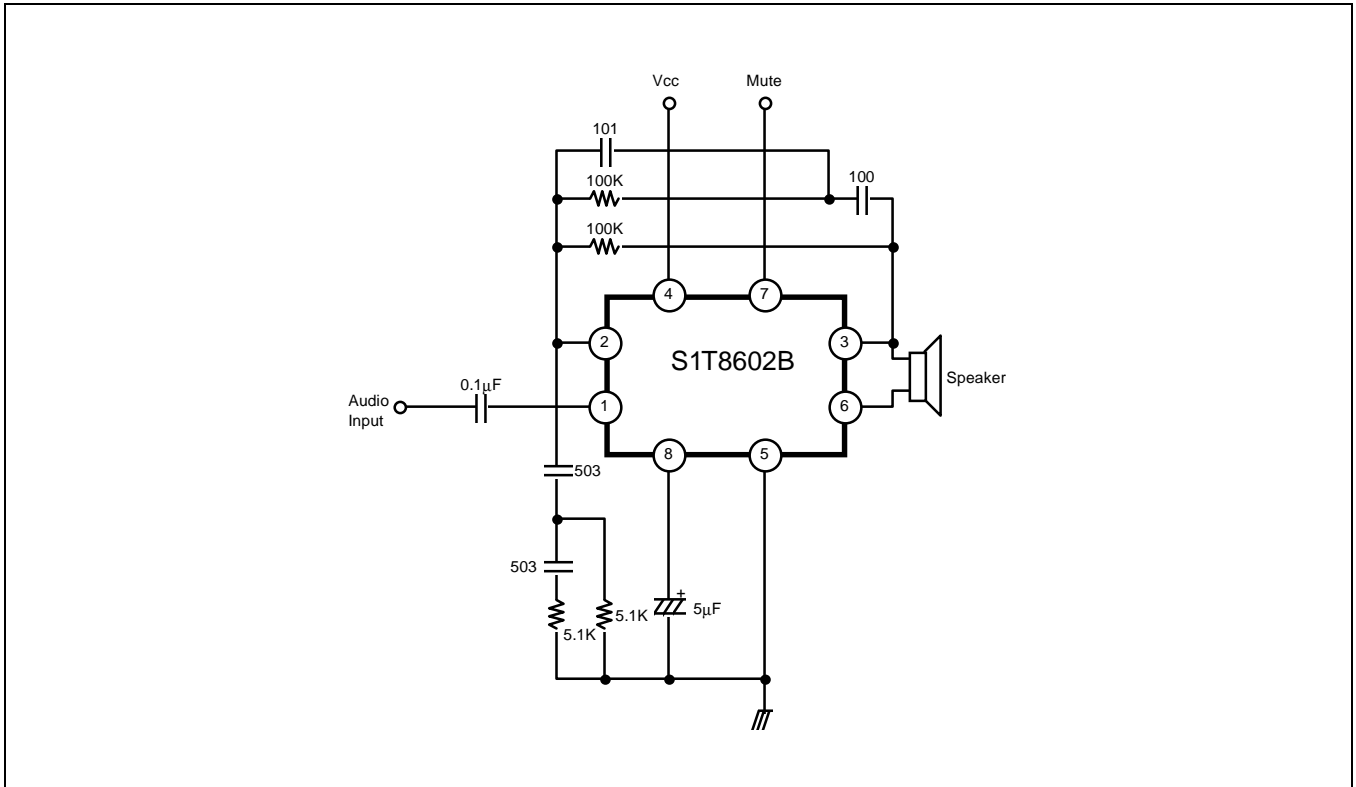 Vcc
Mute
101
100K
100
100K
4
7
2
S1T8602B
3
Speaker
0.1μF
Audio
Input
1
6
8
5
503
503
5.1K
5.1K
+
5μF